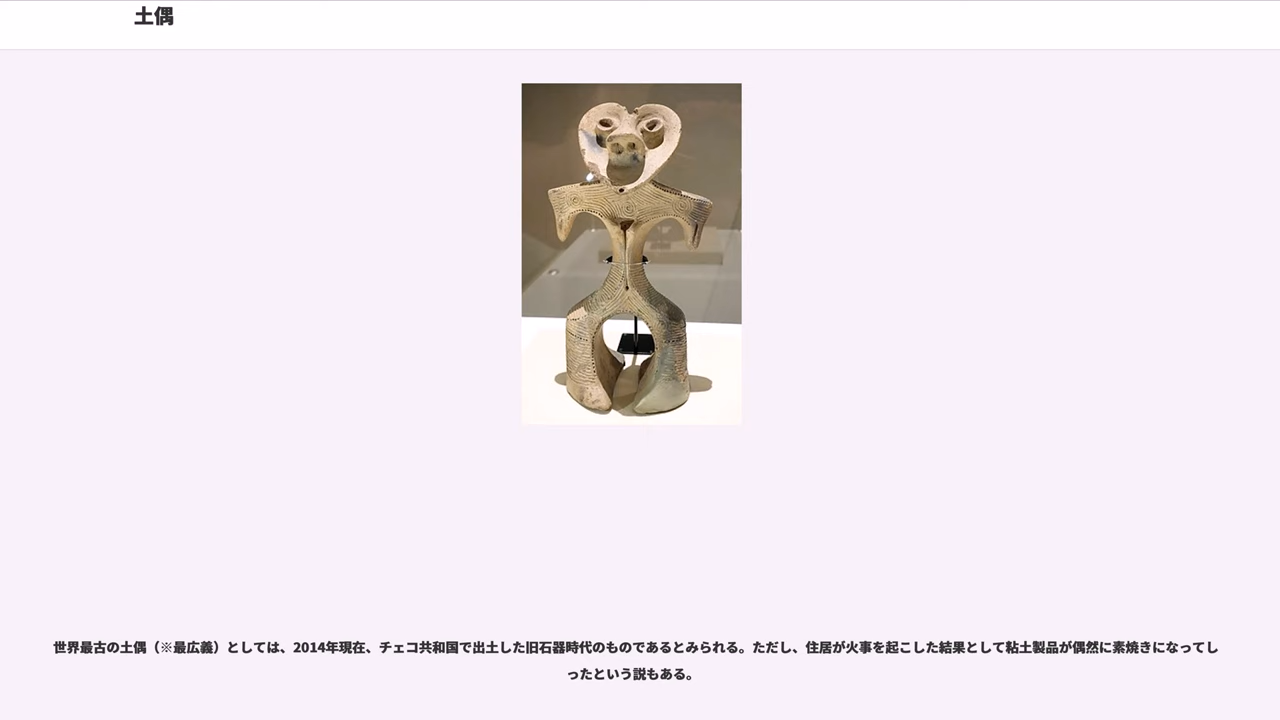 土偶
世界最古の土偶（※最広義）としては、2014年現在、チェコ共和国で出土した旧石器時代のものであるとみられる。ただし、住居が火事を起こした結果として粘土製品が偶然に素焼きになってし
ったという説もある。